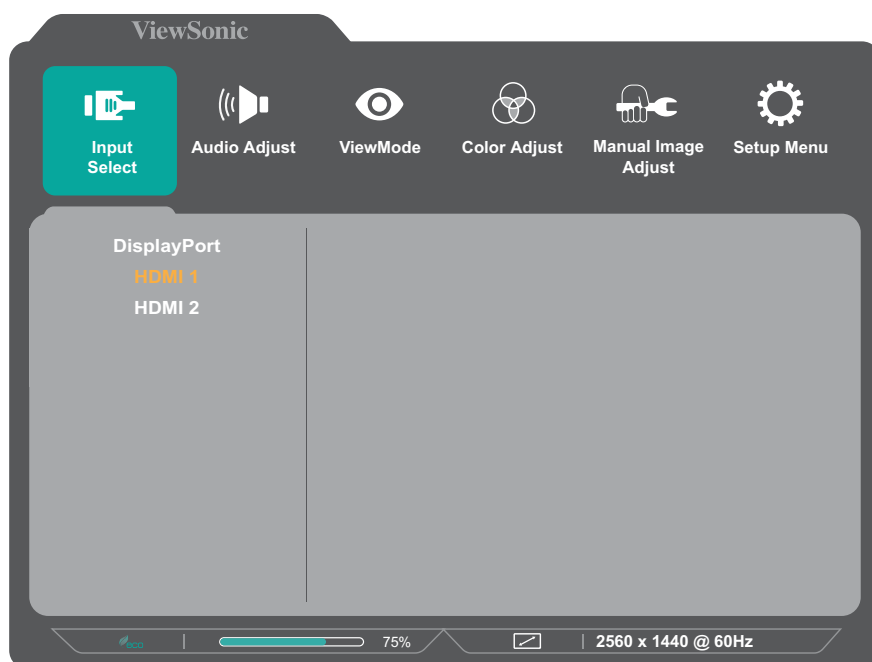 ViewSonic
Input
Select
Audio Adjust
ViewMode
Color Adjust
Manual Image
Adjust
Setup Menu
DisplayPort
HDMI 1
HDMI 2
eco
75%
2560 x 1440 @ 60Hz